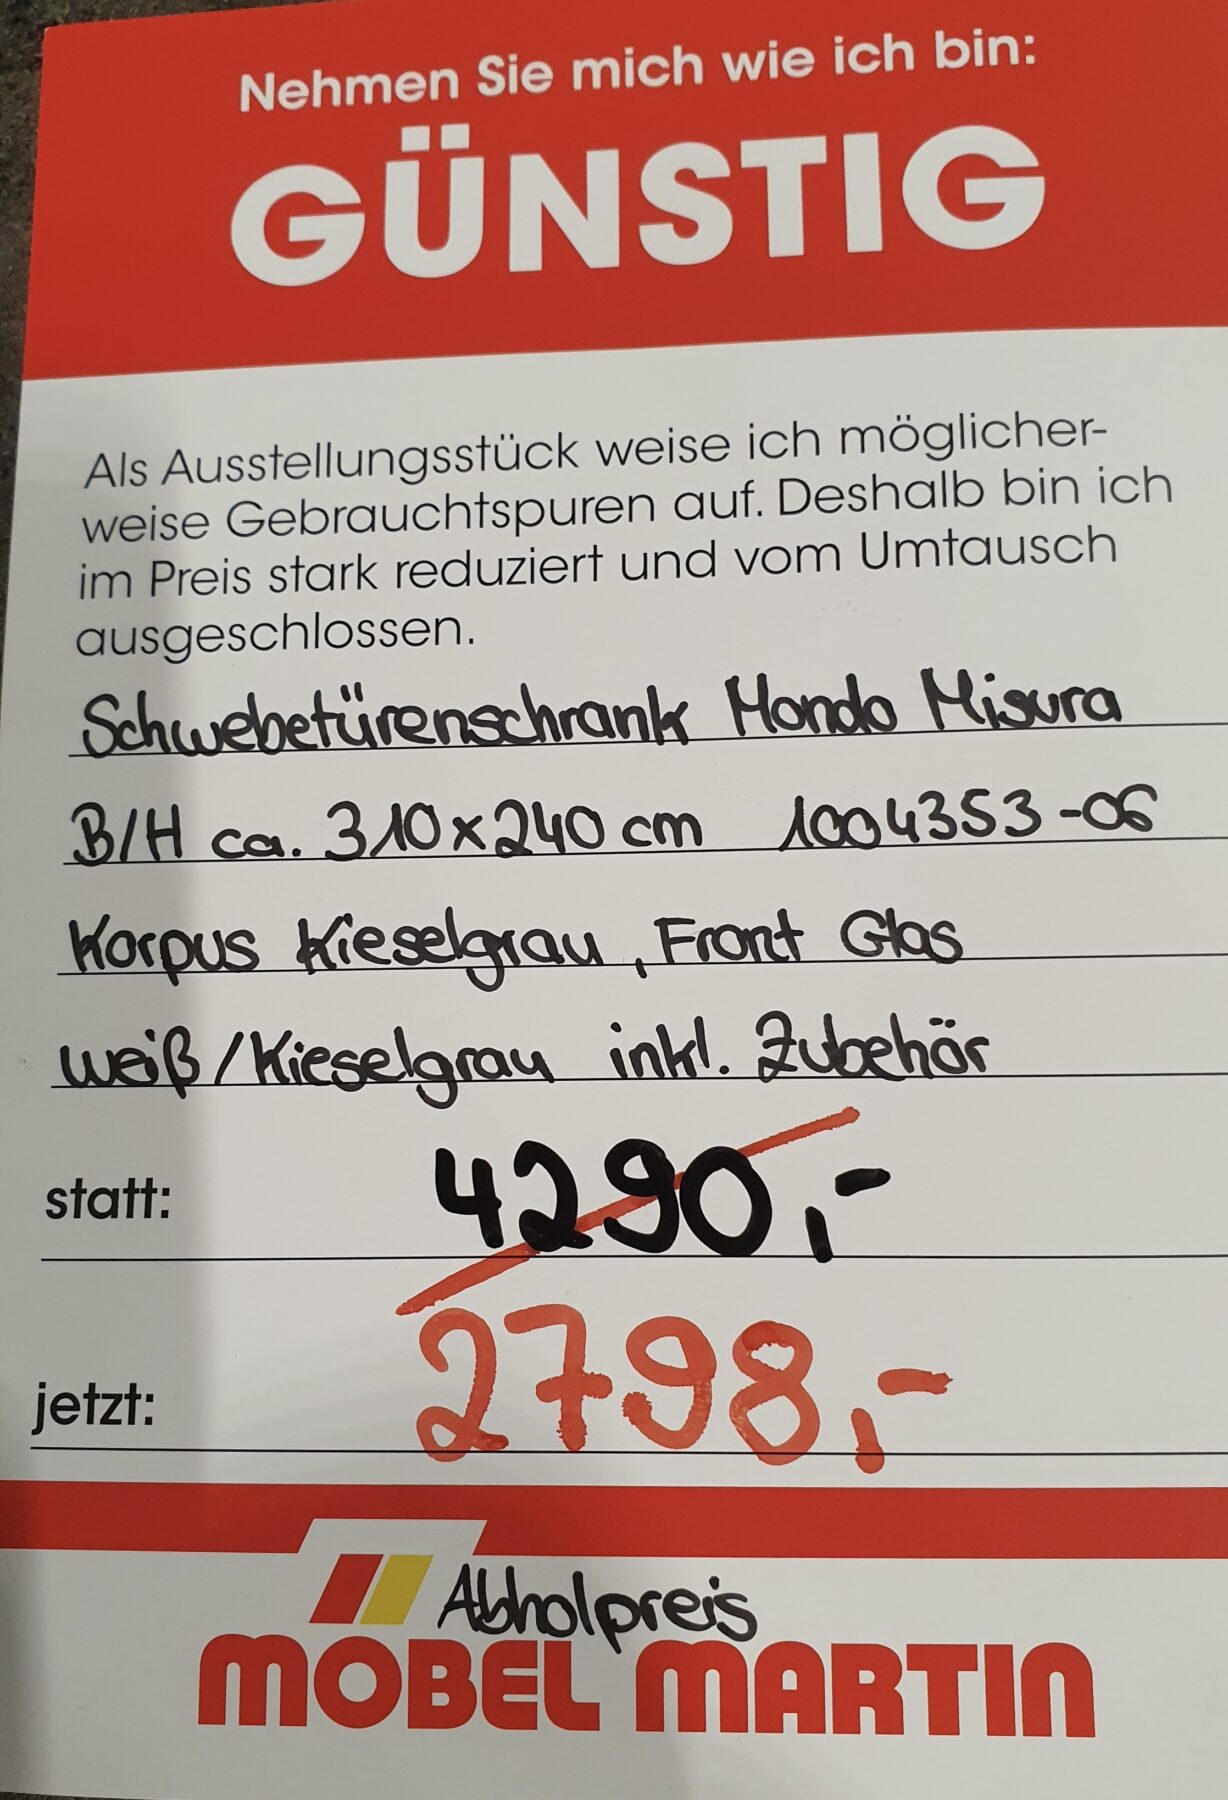 Nehmen Sie mich wie ich bin:
GÜNSTIG
Als Ausstellungsstück weise ich möglicher-
weise Gebrauchtspuren auf. Deshalb bin ich
im Preis stark reduziert und vom Umtausch
ausgeschlossen.
Schwebetürenschrank Mondo Misura
B/H ca. 310x240 cm 1004353-06
Korpus Kieselgrau, Front Glas
weiß/Kieselgrau inkl. Zubehör
statt: 4290,-
jetzt: 2798,-
Abholpreis
MÖBEL MARTIN